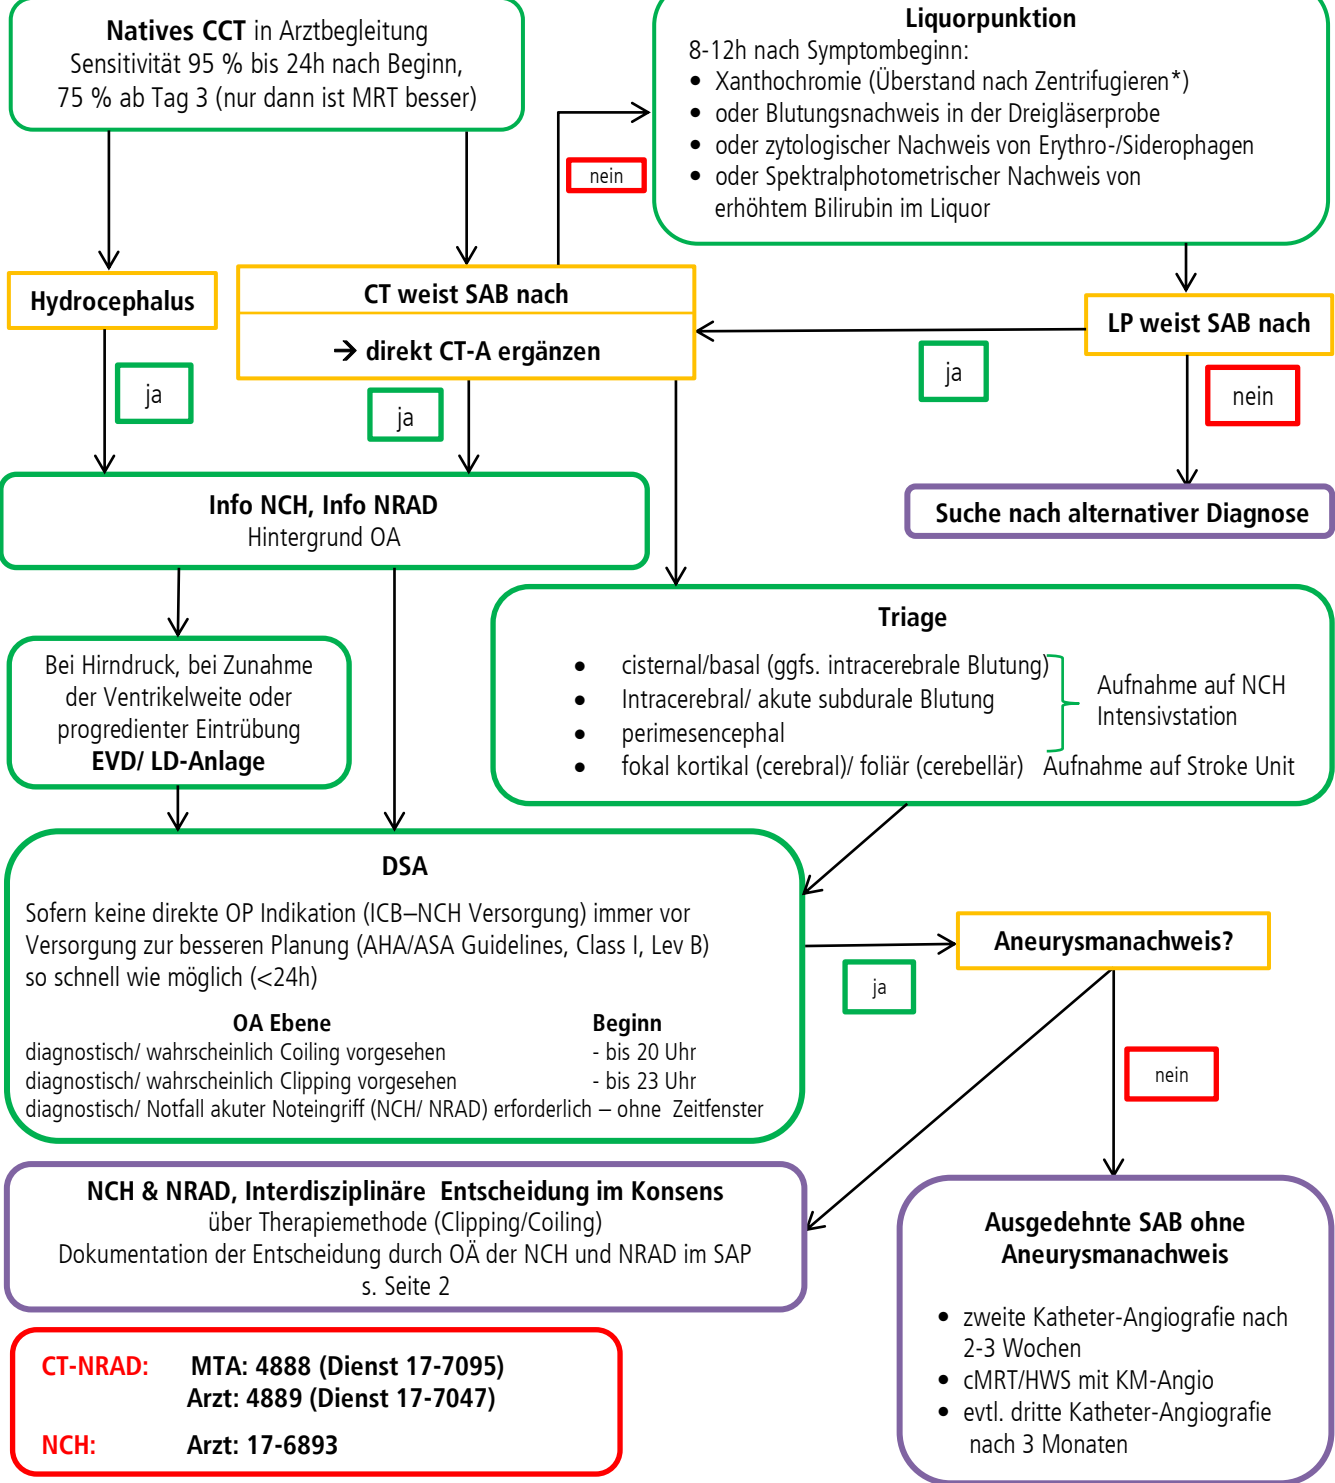 Natives CCT in Arztbegleitung
Sensitivität 95 % bis 24h nach Beginn,
75 % ab Tag 3 (nur dann ist MRT besser)
Liquorpunktion
8-12h nach Symptombeginn:
• Xanthochromie (Überstand nach Zentrifugieren*)
• oder Blutungsnachweis in der Dreigläserprobe
• oder zytologischer Nachweis von Erythro-/Siderophagen
• oder Spektralphotometrischer Nachweis von
erhöhtem Bilirubin im Liquor
nein
Hydrocephalus
CT weist SAB nach
→ direkt CT-A ergänzen
LP weist SAB nach
ja
ja
ja
nein
Info NCH, Info NRAD
Hintergrund OA
Suche nach alternativer Diagnose
Bei Hirndruck, bei Zunahme
der Ventrikelweite oder
progredienter Eintrübung
EVD/ LD-Anlage
Triage
• cisternal/basal (ggfs. intracerebrale Blutung)
• Intracerebral/ akute subdurale Blutung
• perimesencephal
Aufnahme auf NCH
Intensivstation
• fokal kortikal (cerebral)/ foliär (cerebellär) Aufnahme auf Stroke Unit
DSA
Sofern keine direkte OP Indikation (ICB–NCH Versorgung) immer vor
Versorgung zur besseren Planung (AHA/ASA Guidelines, Class I, Lev B)
so schnell wie möglich (<24h)
OA Ebene Beginn
diagnostisch/ wahrscheinlich Coiling vorgesehen - bis 20 Uhr
diagnostisch/ wahrscheinlich Clipping vorgesehen - bis 23 Uhr
diagnostisch/ Notfall akuter Noteingriff (NCH/ NRAD) erforderlich – ohne Zeitfenster
Aneurysmanachweis?
ja
nein
NCH & NRAD, Interdisziplinäre Entscheidung im Konsens
über Therapiemethode (Clipping/Coiling)
Dokumentation der Entscheidung durch OÄ der NCH und NRAD im SAP
s. Seite 2
Ausgedehnte SAB ohne
Aneurysmanachweis
• zweite Katheter-Angiografie nach
2-3 Wochen
• cMRT/HWS mit KM-Angio
• evtl. dritte Katheter-Angiografie
nach 3 Monaten
CT-NRAD: MTA: 4888 (Dienst 17-7095)
Arzt: 4889 (Dienst 17-7047)
NCH: Arzt: 17-6893